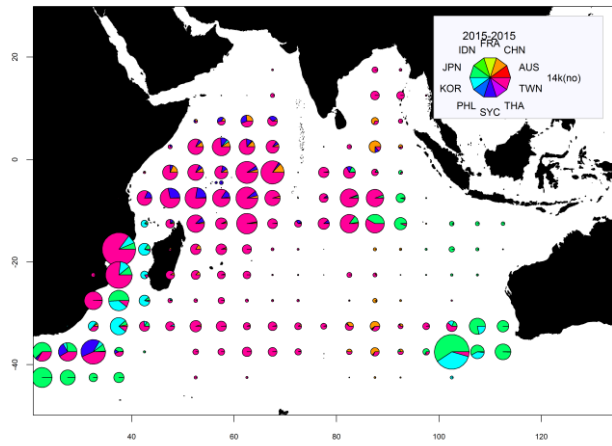 20
0
-20
-40
40
60
80
100
120
2015-2015
FRA
IDN
CHN
JPN
AUS
14k(no)
KOR
TWN
PHL
THA
SYC